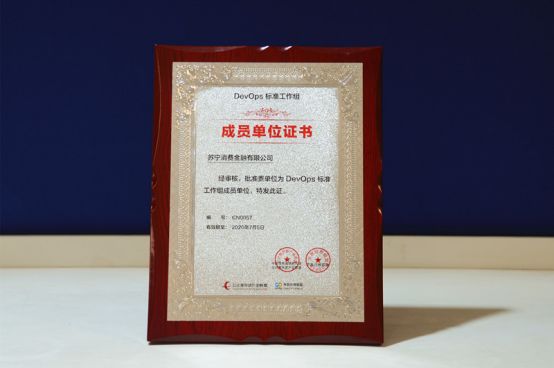 DevOps 标准工作组
成员单位证书
苏宁消费金融有限公司
经审核,批准贵单位为 DevOps 标准
工作组成员单位,特发此证。
编 号: CN0057
有效期至: 2026年7月5日